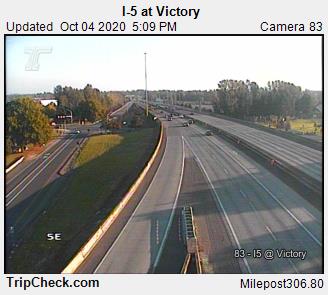 I-5 at Victory
Updated Oct 04 2020 5:09 PM Camera 83
SE
83 - I5 @ Victory
TripCheck.com Milepost306.80